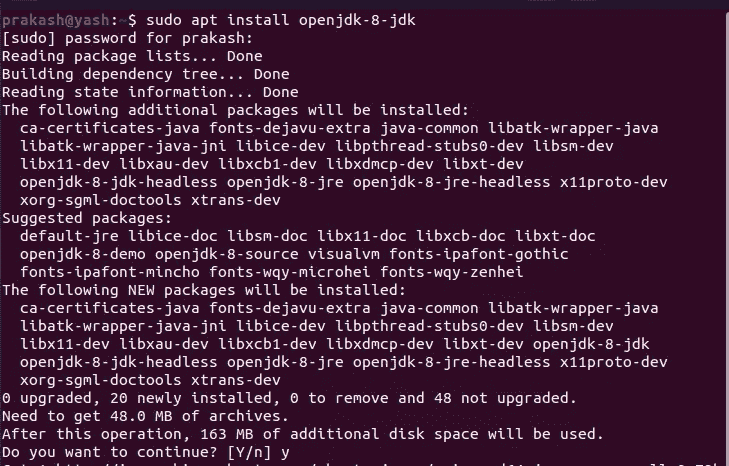 prakash@yash:~$ sudo apt install openjdk-8-jdk
[sudo] password for prakash:
Reading package lists... Done
Building dependency tree... Done
Reading state information... Done
The following additional packages will be installed:
  ca-certificates-java fonts-dejavu-extra java-common libatk-wrapper-java
  libatk-wrapper-java-jni libice-dev libpthread-stubs0-dev libsm-dev
  libx11-dev libxau-dev libxcb1-dev libxdmcp-dev libxt-dev
  openjdk-8-jdk-headless openjdk-8-jre openjdk-8-jre-headless x11proto-dev
  xorg-sgml-doctools xtrans-dev
Suggested packages:
  default-jre libice-doc libsm-doc libx11-doc libxcb-doc libxt-doc
  openjdk-8-demo openjdk-8-source visualvm fonts-ipafont-gothic
  fonts-ipafont-mincho fonts-wqy-microhei fonts-wqy-zenhei
The following NEW packages will be installed:
  ca-certificates-java fonts-dejavu-extra java-common libatk-wrapper-java
  libatk-wrapper-java-jni libice-dev libpthread-stubs0-dev libsm-dev
  libx11-dev libxau-dev libxcb1-dev libxdmcp-dev libxt-dev openjdk-8-jdk
  openjdk-8-jdk-headless openjdk-8-jre openjdk-8-jre-headless x11proto-dev
  xorg-sgml-doctools xtrans-dev
0 upgraded, 20 newly installed, 0 to remove and 48 not upgraded.
Need to get 48.0 MB of archives.
After this operation, 163 MB of additional disk space will be used.
Do you want to continue? [Y/n] y